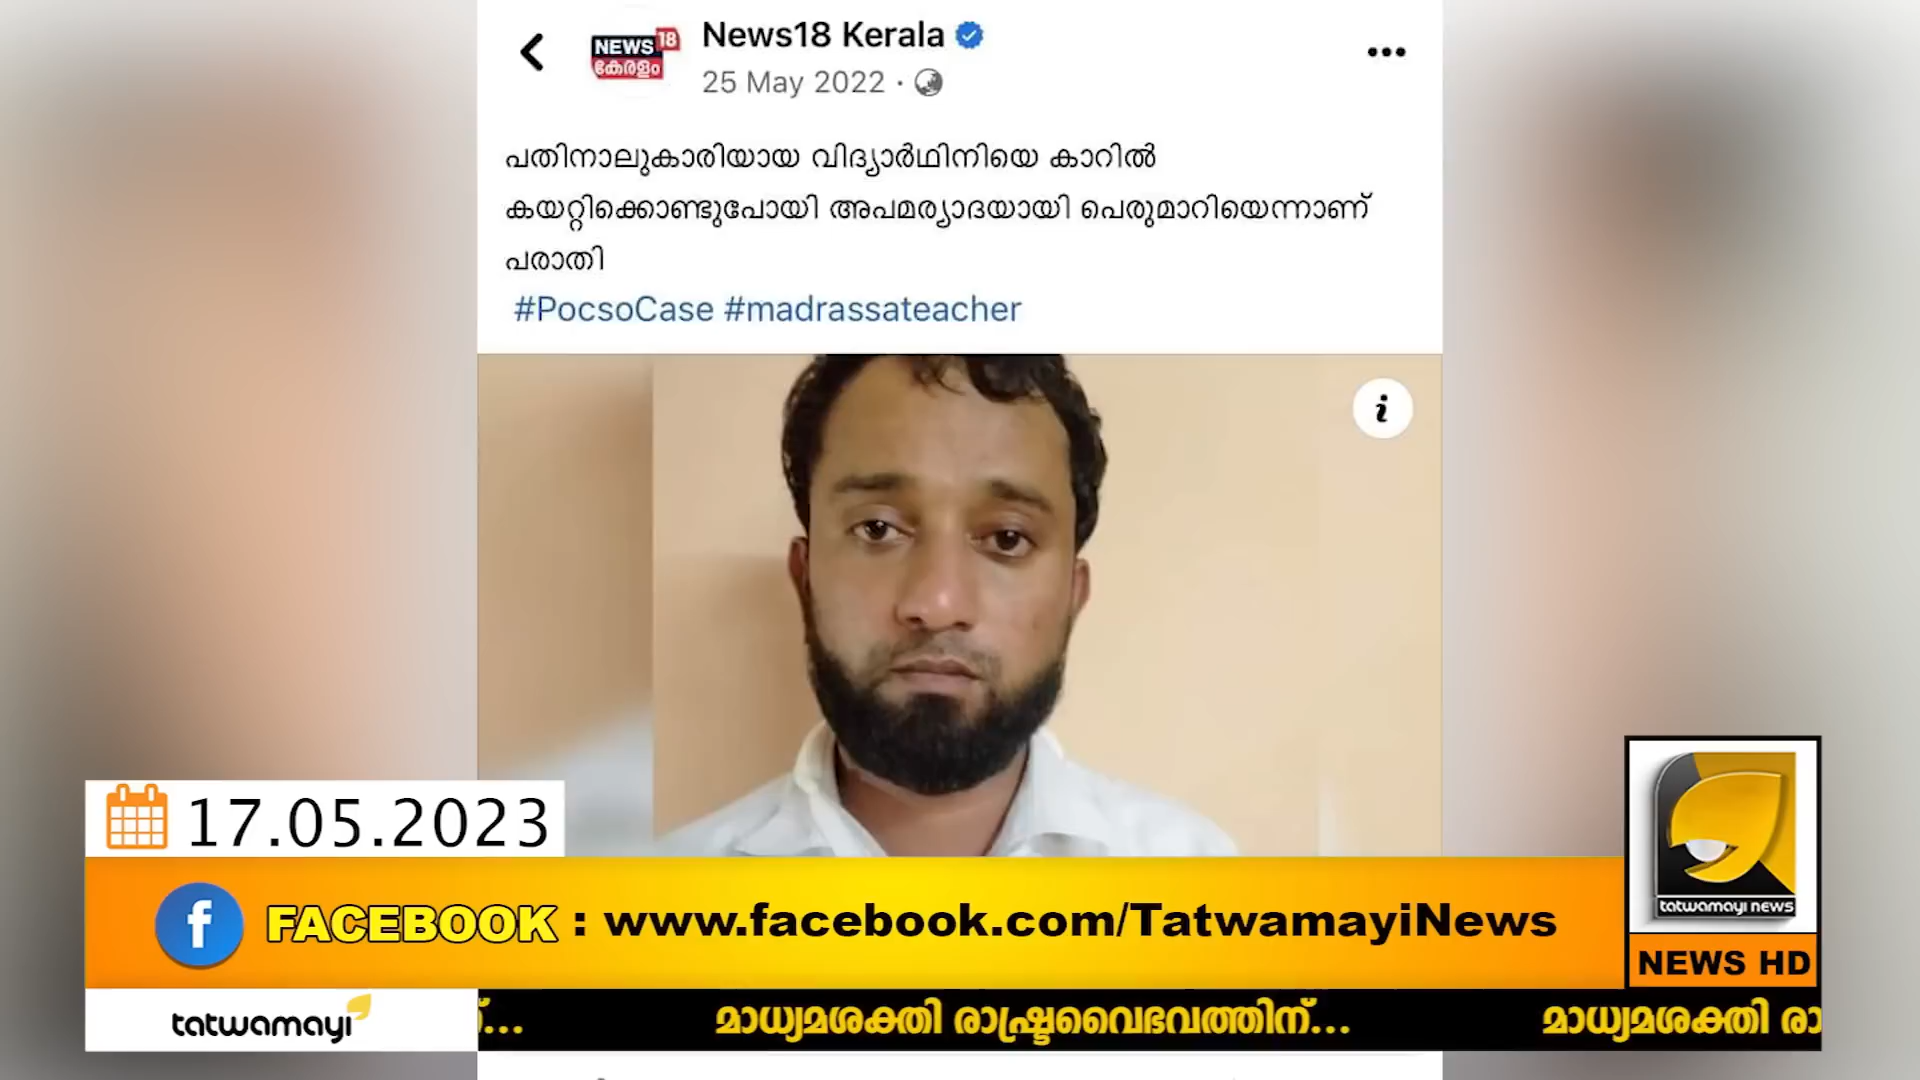 NEWS 18
കേരളം
News18 Kerala
25 May 2022 ·
പതിനാലുകാരിയായ വിദ്യാർഥിനിയെ കാറിൽ
കയറ്റിക്കൊണ്ടുപോയി അപമര്യാദയായി പെരുമാറിയെന്നാണ്
പരാതി
#PocsoCase #madrassateacher
17.05.2023
FACEBOOK : www.facebook.com/TatwamayiNews
tatwamayi news
NEWS HD
tatwamayi
മാധ്യമശക്തി രാഷ്ട്രവൈഭവത്തിന്... മാധ്യമശക്തി